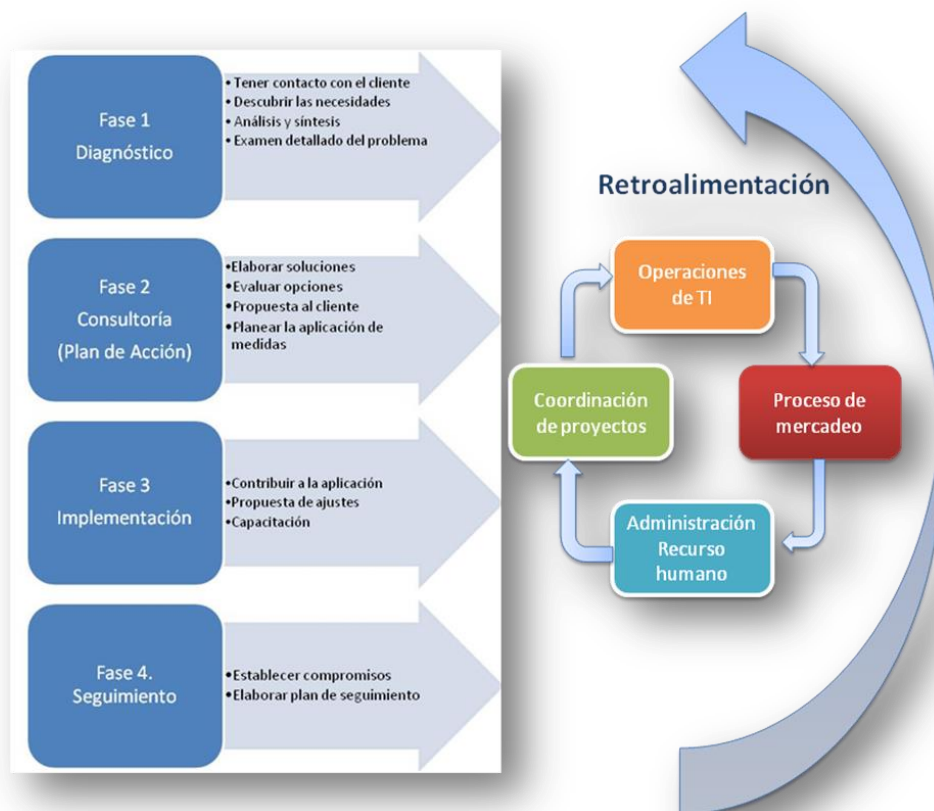 Fase 1
Diagnóstico
• Tener contacto con el cliente
• Descubrir las necesidades
• Análisis y síntesis
• Examen detallado del problema
Fase 2
Consultoría
(Plan de Acción)
•Elaborar soluciones
•Evaluar opciones
•Propuesta al cliente
•Planear la aplicación de
medidas
Fase 3
Implementación
•Contribuir a la aplicación
•Propuesta de ajustes
•Capacitación
Fase 4.
Seguimiento
•Establecer compromisos
•Elaborar plan de seguimiento
Retroalimentación
Operaciones
de TI
Proceso de
mercadeo
Administración
Recurso
humano
Coordinación
de proyectos